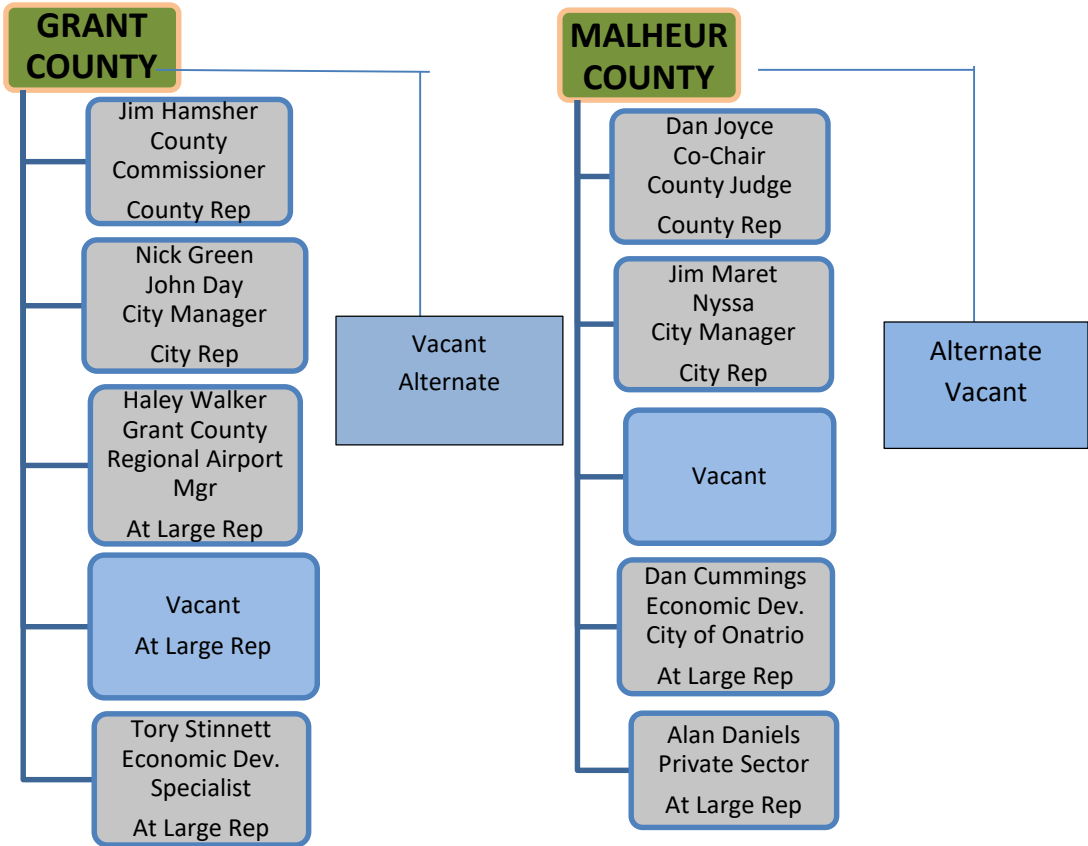 GRANT
COUNTY
Jim Hamsher
County
Commissioner
County Rep
Nick Green
John Day
City Manager
City Rep
Haley Walker
Grant County
Regional Airport
Mgr
At Large Rep
Vacant
At Large Rep
Tory Stinnett
Economic Dev.
Specialist
At Large Rep
Vacant
Alternate
MALHEUR
COUNTY
Dan Joyce
Co-Chair
County Judge
County Rep
Jim Maret
Nyssa
City Manager
City Rep
Vacant
Dan Cummings
Economic Dev.
City of Onatrio
At Large Rep
Alan Daniels
Private Sector
At Large Rep
Alternate
Vacant